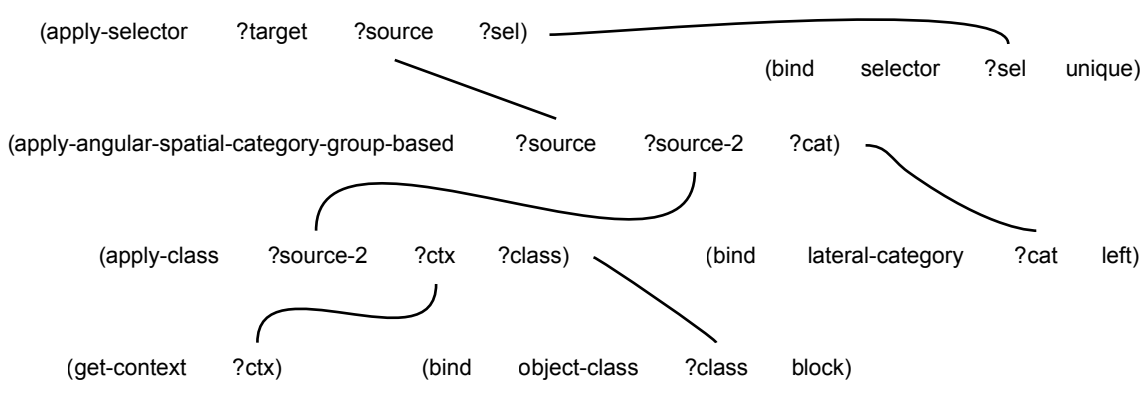 (apply-selector ?target ?source ?sel)
(bind selector ?sel unique)
(apply-angular-spatial-category-group-based ?source ?source-2 ?cat)
(apply-class ?source-2 ?ctx ?class) (bind lateral-category ?cat left)
(get-context ?ctx) (bind object-class ?class block)